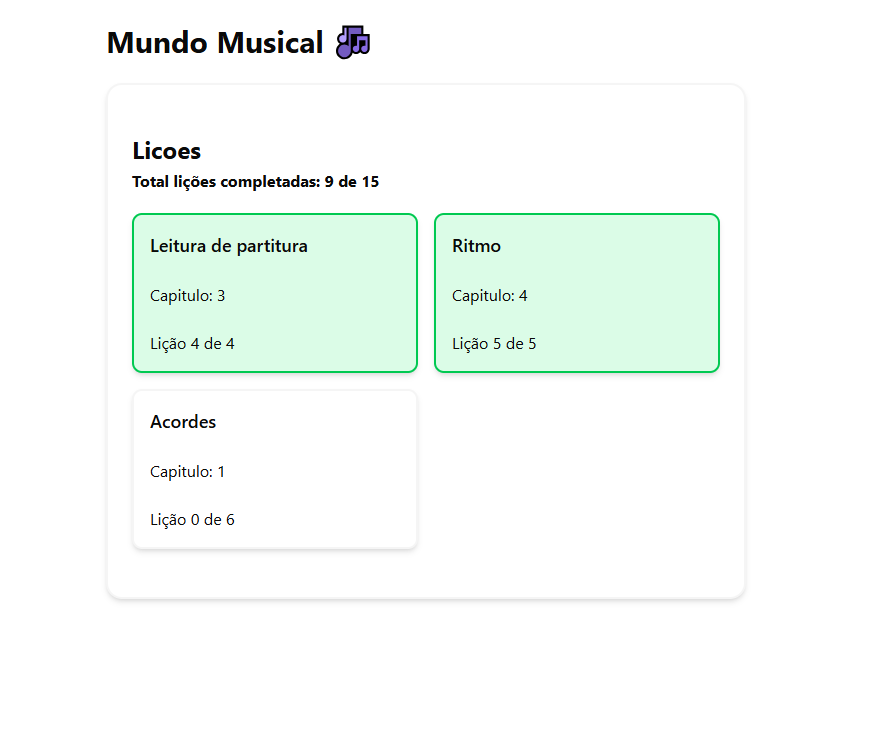 Mundo Musical
Licoes
Total lições completadas: 9 de 15
Leitura de partitura
Capitulo: 3
Lição 4 de 4
Ritmo
Capitulo: 4
Lição 5 de 5
Acordes
Capitulo: 1
Lição 0 de 6